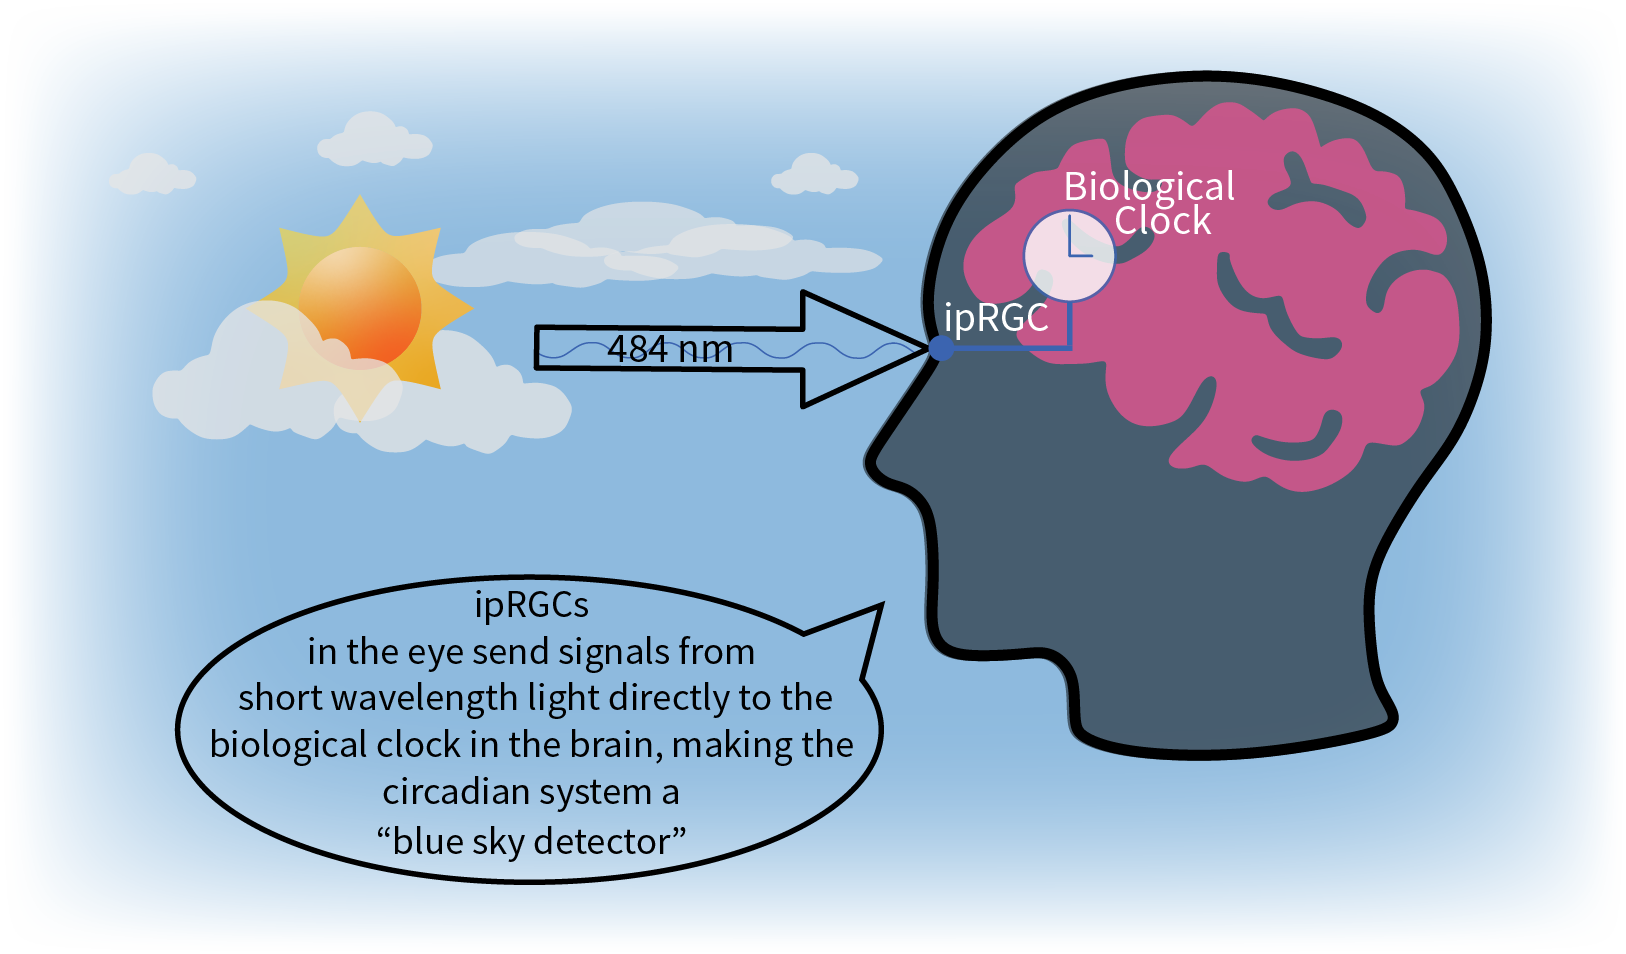 Biological
Clock
ipRGC
484 nm
ipRGCs
in the eye send signals from
short wavelength light directly to the
biological clock in the brain, making the
circadian system a
“blue sky detector”